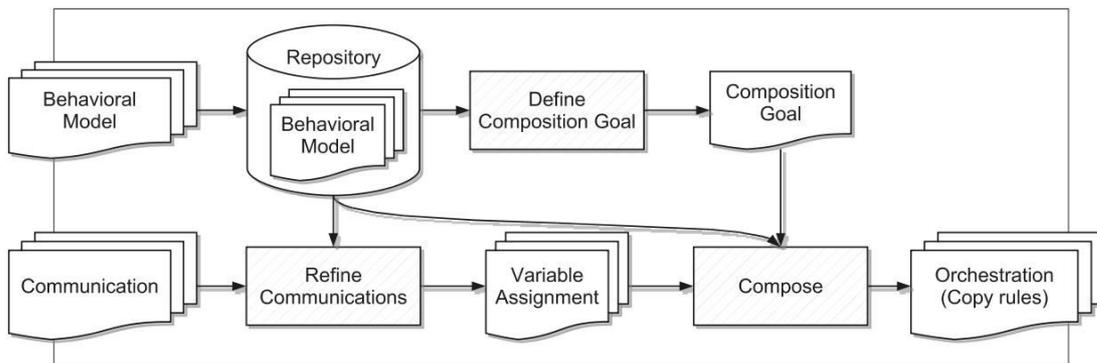 Behavioral
Model
Repository
Behavioral
Model
Define
Composition Goal
Composition
Goal
Communication
Refine
Communications
Variable
Assignment
Compose
Orchestration
(Copy rules)